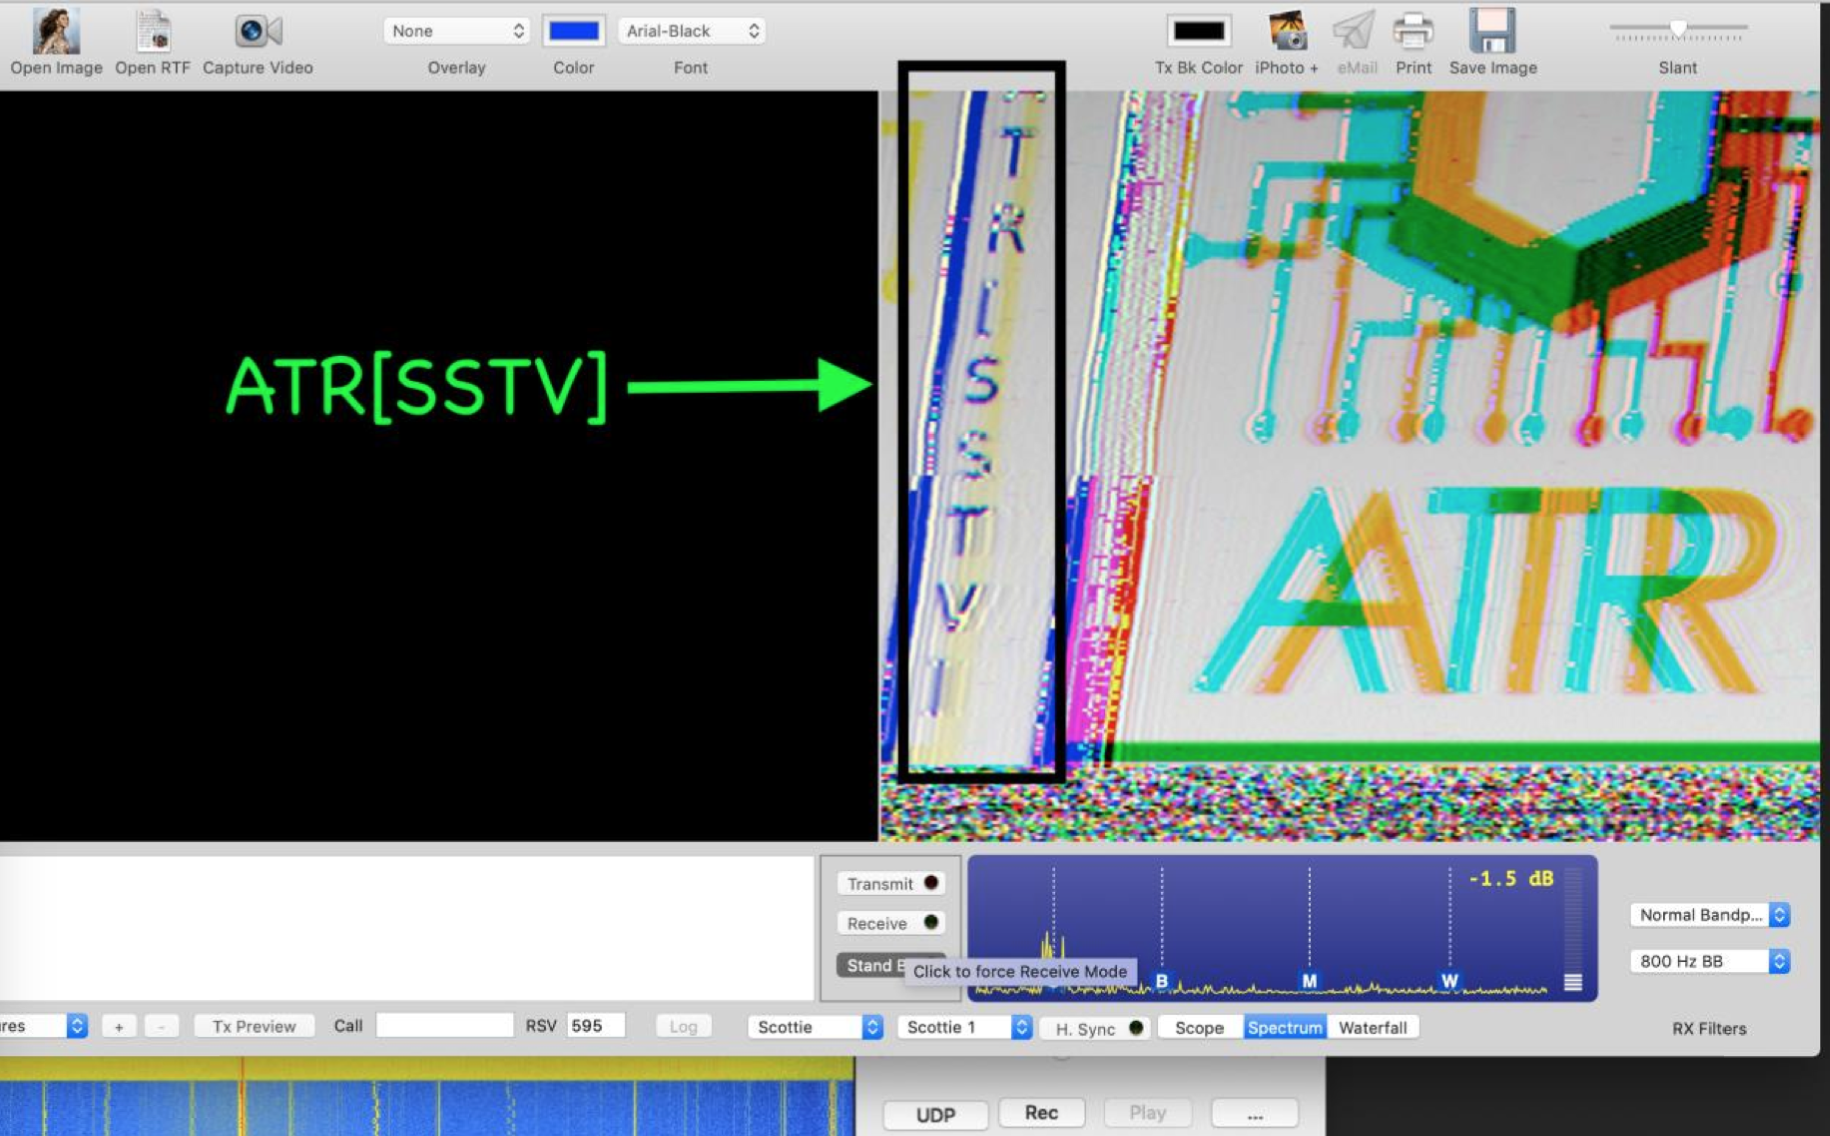 None
Arial-Black
Open Image
Open RTF
Capture Video
Overlay
Color
Font
Tx Bk Color
iPhoto +
eMail
Print
Save Image
Slant
A
T
R
[
S
S
T
V
]
ATR[SSTV]
ATR
-1.5 dB
Transmit
Receive
Stand B
Click to force Receive Mode
B
M
W
Normal Bandp...
800 Hz BB
res
+
-
Tx Preview
Call
RSV
595
Log
Scottie
Scottie 1
H. Sync
Scope
Spectrum
Waterfall
RX Filters
UDP
Rec
Play
...